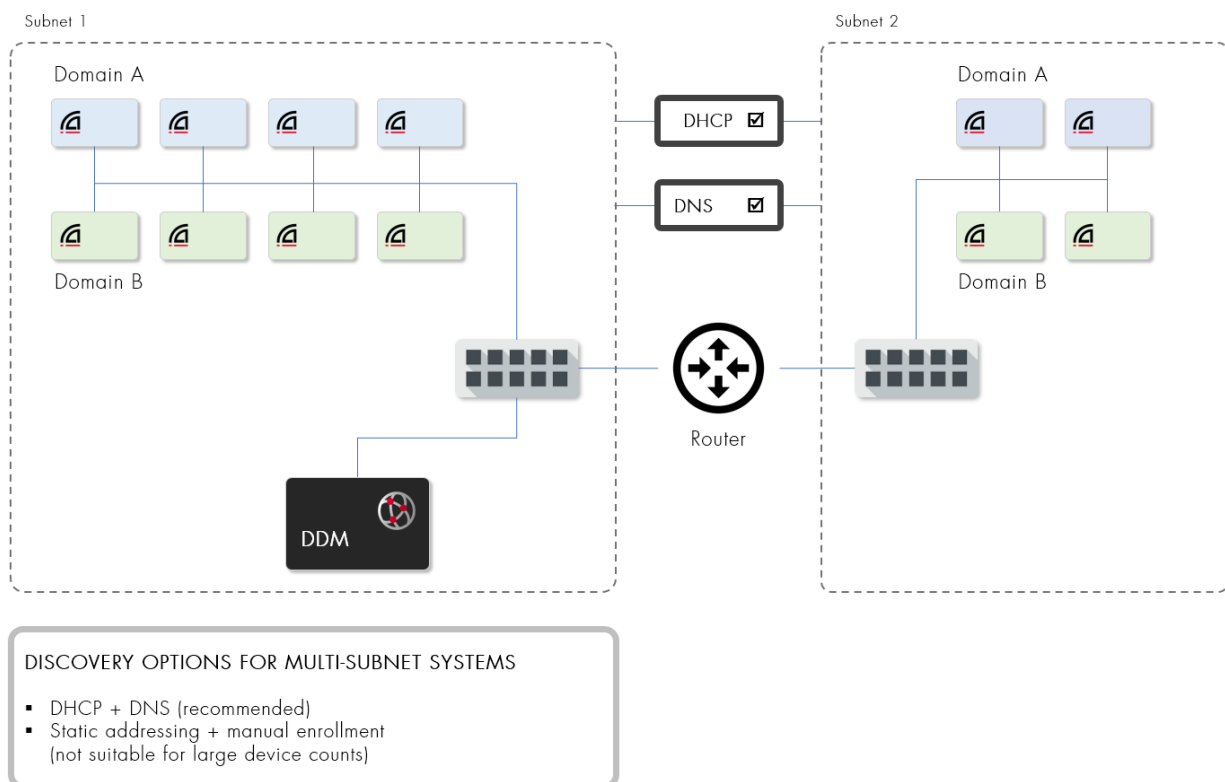 Subnet 1
Subnet 2
Domain A
Domain A
DHCP
DNS
Domain B
Domain B
Router
DDM
DISCOVERY OPTIONS FOR MULTI-SUBNET SYSTEMS
▪ DHCP + DNS (recommended)
▪ Static addressing + manual enrollment
(not suitable for large device counts)